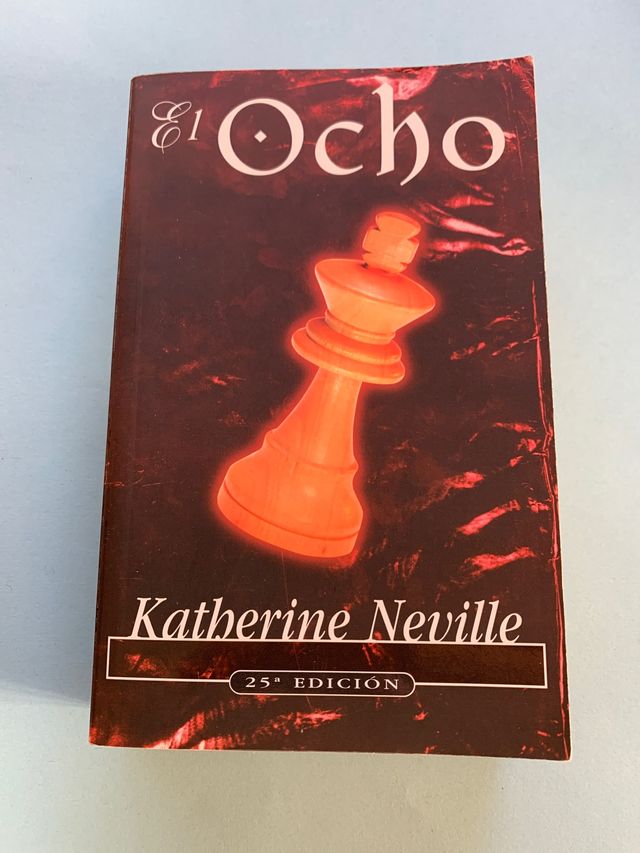 El Ocho
Katherine Neville
25ª EDICIÓN